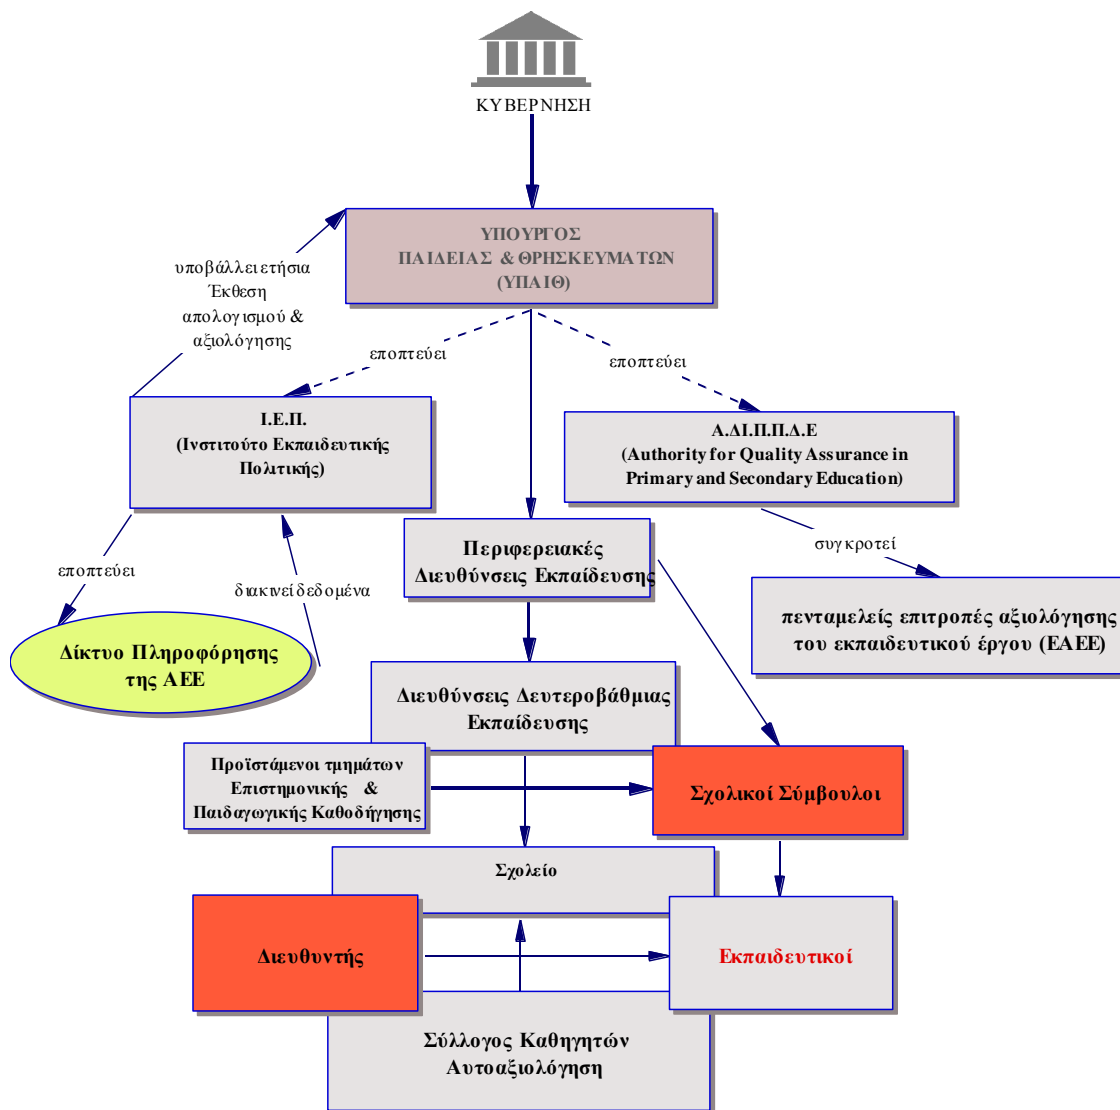 ΚΥΒΕΡΝΗΣΗ
ΥΠΟΥΡΓΟΣ
ΠΑΙΔΕΙΑΣ & ΘΡΗΣΚΕΥΜΑΤΩΝ
(ΥΠΑΙΘ)
υποβάλλει ετήσια
Έκθεση
απολογισμού &
αξιολόγησης
εποπτεύει
εποπτεύει
Ι.Ε.Π.
(Ινστιτούτο Εκπαιδευτικής
Πολιτικής)
Α.ΔΙ.Π.Π.Δ.Ε
(Authority for Quality Assurance in
Primary and Secondary Education)
Περιφερειακές
Διευθύνσεις Εκπαίδευσης
συγκροτεί
εποπτεύει
διακινεί δεδομένα
πενταμελείς επιτροπές αξιολόγησης
του εκπαιδευτικού έργου (ΕΑΕΕ)
Δίκτυο Πληροφόρησης
της ΑΕΕ
Διευθύνσεις Δευτεροβάθμιας
Εκπαίδευσης
Προϊστάμενοι τμημάτων
Επιστημονικής &
Παιδαγωγικής Καθοδήγησης
Σχολικοί Σύμβουλοι
Σχολείο
Διευθυντής
Εκπαιδευτικοί
Σύλλογος Καθηγητών
Αυτοαξιολόγηση